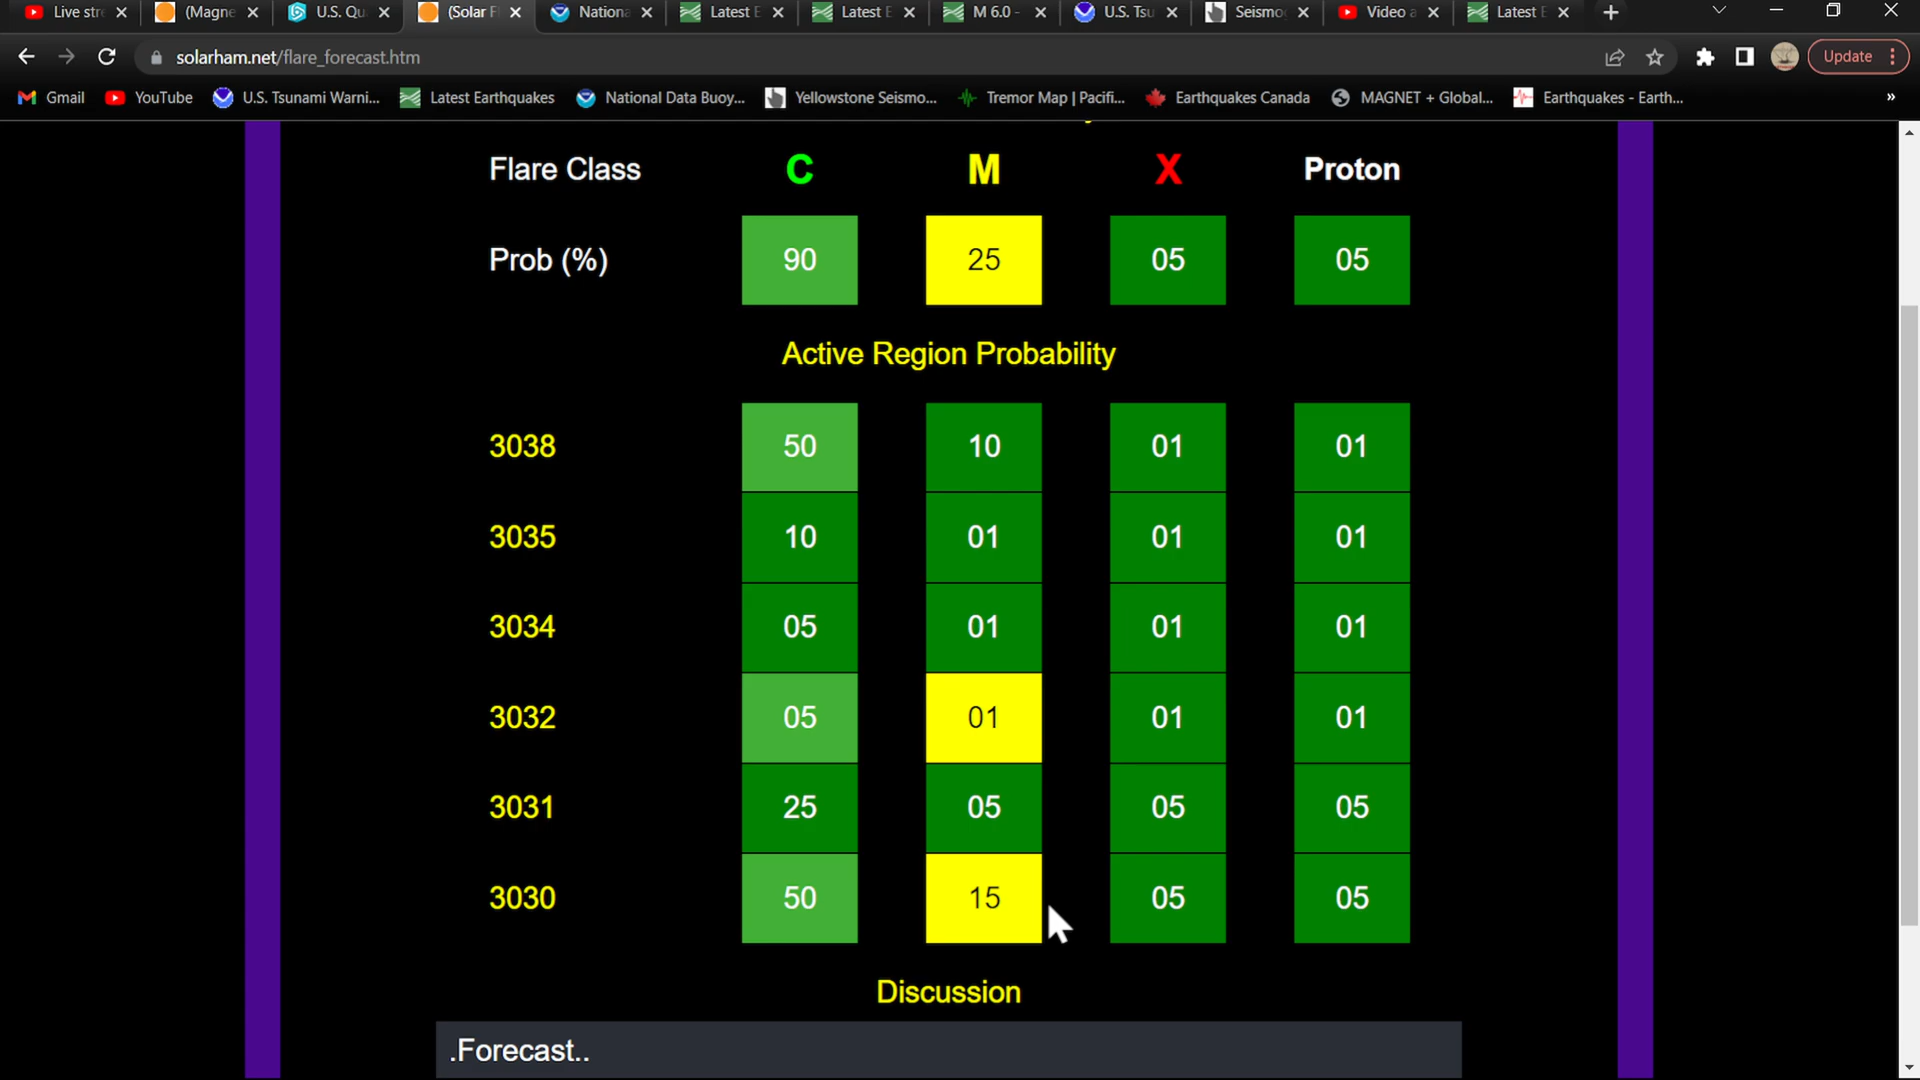 Live stre (Magne U.S. Qu (Solar F Nationa Latest E Latest E M 6.0 - U.S. Tsu Seismo Video a Latest E
solarham.net/flare_forecast.htm Update
Gmail YouTube U.S. Tsunami Warni... Latest Earthquakes National Data Buoy... Yellowstone Seismo... Tremor Map | Pacifi... Earthquakes Canada MAGNET + Global... Earthquakes - Earth... »
Flare Class C M X Proton
Prob (%) 90 25 05 05
Active Region Probability
3038 50 10 01 01
3035 10 01 01 01
3034 05 01 01 01
3032 05 01 01 01
3031 25 05 05 05
3030 50 15 05 05
Discussion
.Forecast..